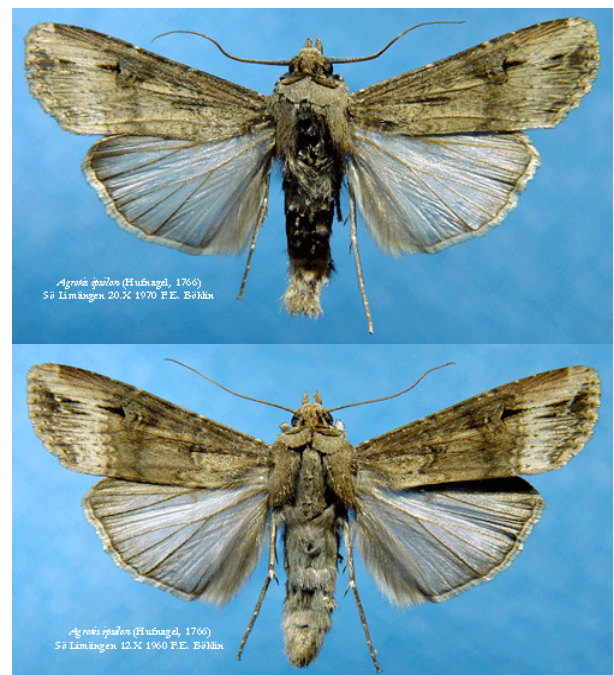 Agrotis ipsilon (Hufnagel, 1766)
Sö Limängen 20.X 1970 P.E. Böklin
Agrotis ipsilon (Hufnagel, 1766)
Sö Limängen 12.X 1960 P.E. Böklin